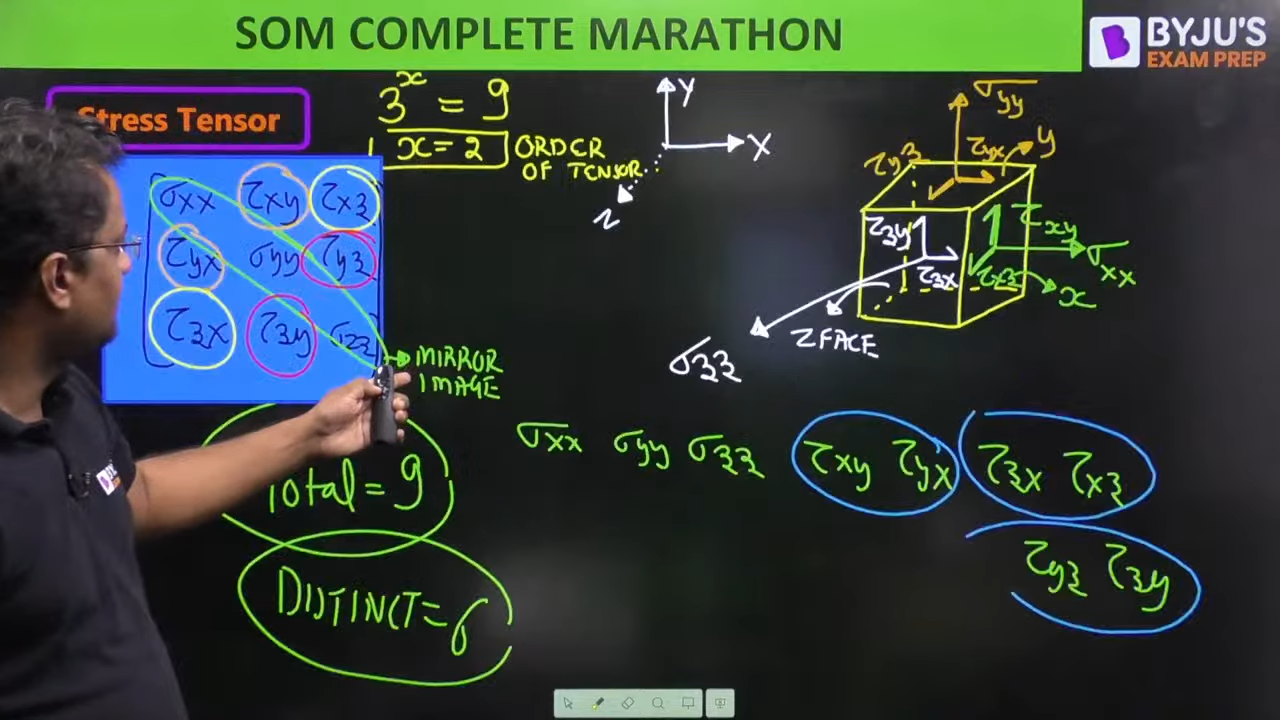 SOM COMPLETE MARATHON
BYJU'S
EXAM PREP
Stress Tensor
3^x = 9
x = 2
ORDER
OF TENSOR
σxx τxy τxz
τyx σyy τyz
τzx τzy σzz
MIRROR
IMAGE
Total = 9
DISTINCT = 6
Y
X
Z
σyy
τyx
y
τyz
τzy
τzx
τxy
τxz
σxx
x
Z FACE
σzz
σxx σyy σzz τxy τyx τzx τxz
τyz τzy